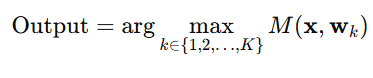 Output = arg max_{k∈{1,2,...,K}} M(x, w_k)